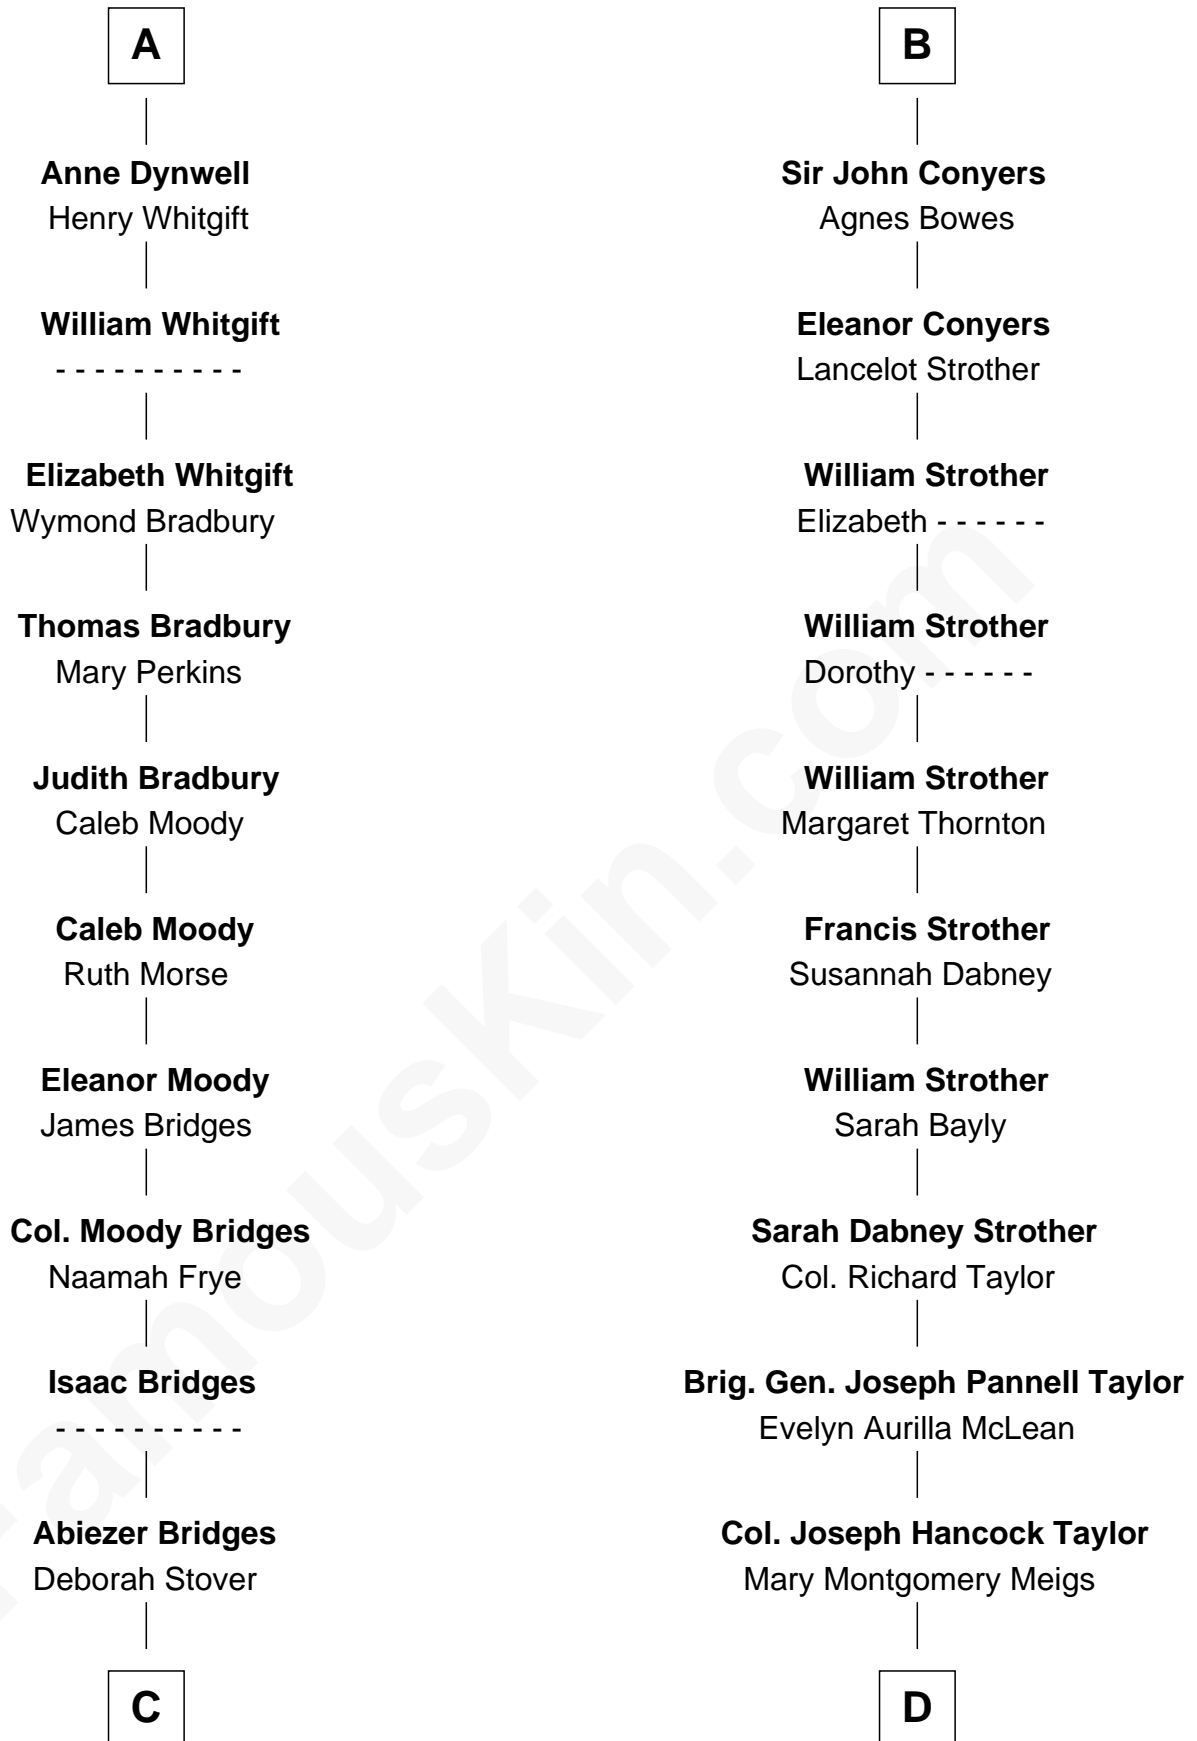 A
Anne Dynwell
Henry Whitgift
William Whitgift
- - - - - - - - - -
Elizabeth Whitgift
Wymond Bradbury
Thomas Bradbury
Mary Perkins
Judith Bradbury
Caleb Moody
Caleb Moody
Ruth Morse
Eleanor Moody
James Bridges
Col. Moody Bridges
Naamah Frye
Isaac Bridges
- - - - - - - - - -
Abiezer Bridges
Deborah Stover
C
B
Sir John Conyers
Agnes Bowes
Eleanor Conyers
Lancelot Strother
William Strother
Elizabeth - - - - - -
William Strother
Dorothy - - - - - -
William Strother
Margaret Thornton
Francis Strother
Susannah Dabney
William Strother
Sarah Bayly
Sarah Dabney Strother
Col. Richard Taylor
Brig. Gen. Joseph Pannell Taylor
Evelyn Aurilla McLean
Col. Joseph Hancock Taylor
Mary Montgomery Meigs
D
FamousKin.com